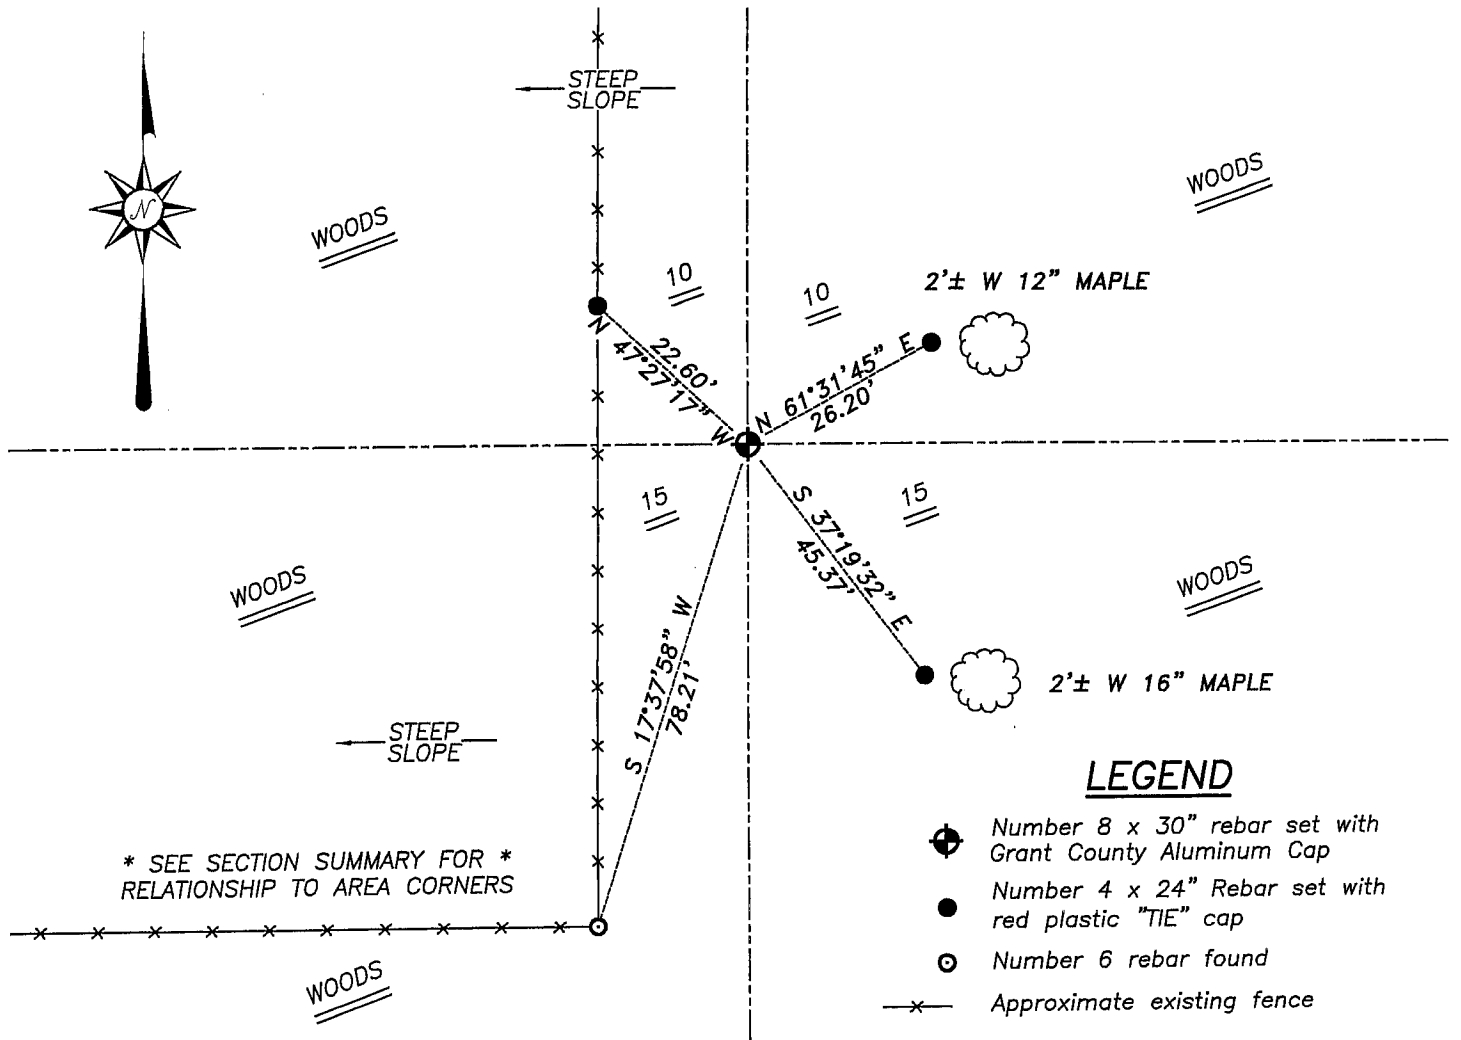 STEEP
SLOPE
WOODS
N
WOODS
10
10
2'± W 12" MAPLE
22.60'
N 47°27'17" W
N 61°31'45" E
26.20'
15
15
S 37°19'32" E
45.37'
WOODS
WOODS
S 17°37'58" W
78.21'
2'± W 16" MAPLE
STEEP
SLOPE
LEGEND
Number 8 x 30" rebar set with
Grant County Aluminum Cap
Number 4 x 24" Rebar set with
red plastic "TIE" cap
Number 6 rebar found
Approximate existing fence
* SEE SECTION SUMMARY FOR *
RELATIONSHIP TO AREA CORNERS
WOODS